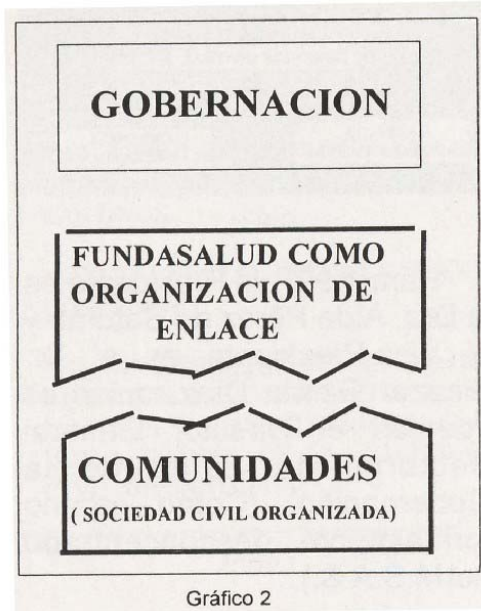 GOBERNACION
FUNDASALUD COMO
ORGANIZACION DE
ENLACE
COMUNIDADES
( SOCIEDAD CIVIL ORGANIZADA)
Gráfico 2